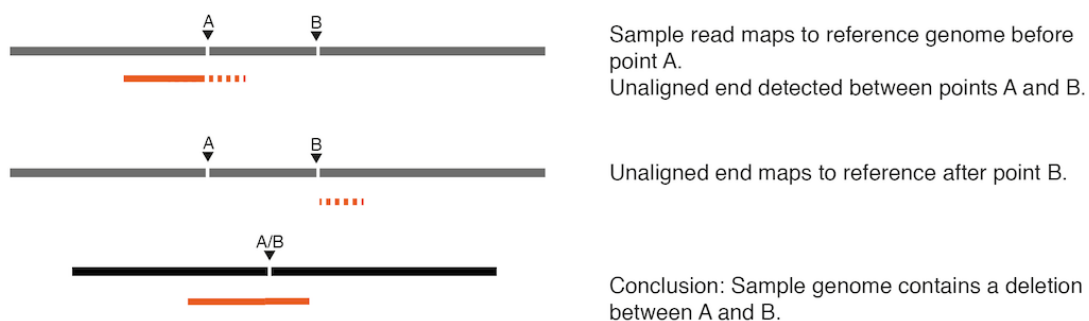 A
B
Sample read maps to reference genome before
point A.
Unaligned end detected between points A and B.
A
B
Unaligned end maps to reference after point B.
A/B
Conclusion: Sample genome contains a deletion
between A and B.